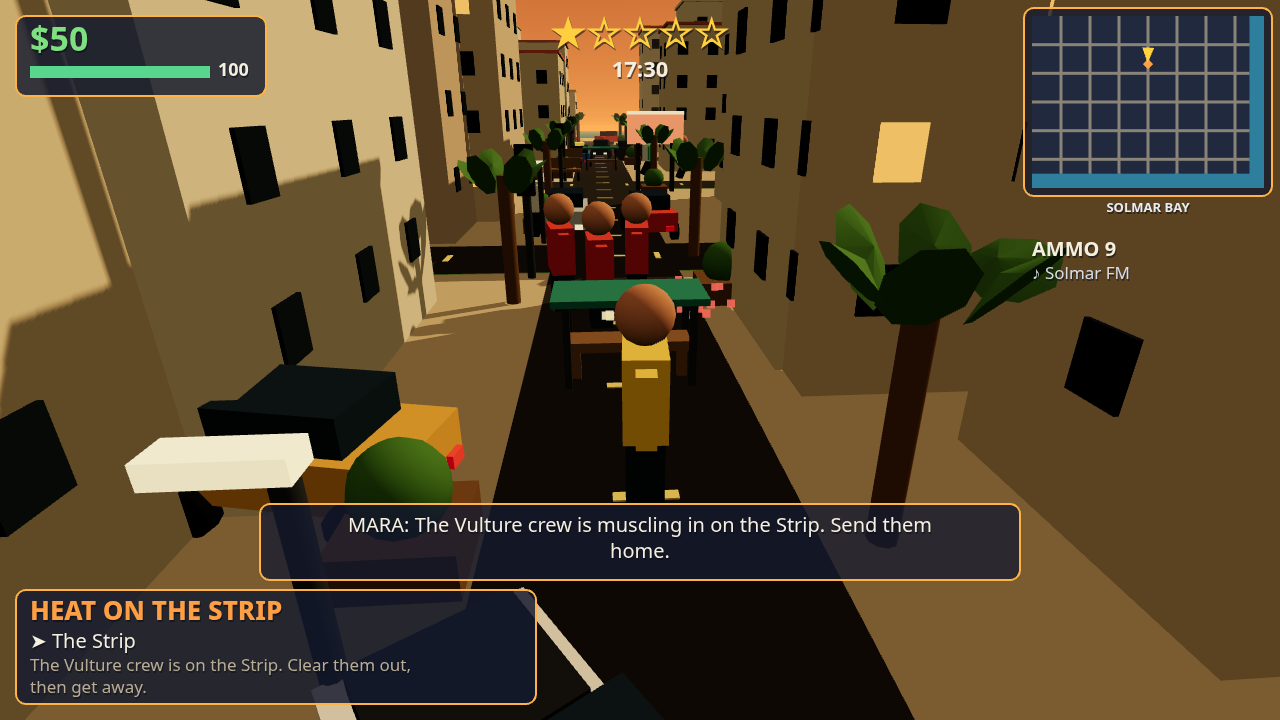 $50
100
17:30
SOLMAR BAY
AMMO 9
♪ Solmar FM
MARA: The Vulture crew is muscling in on the Strip. Send them
home.
HEAT ON THE STRIP
➤ The Strip
The Vulture crew is on the Strip. Clear them out,
then get away.